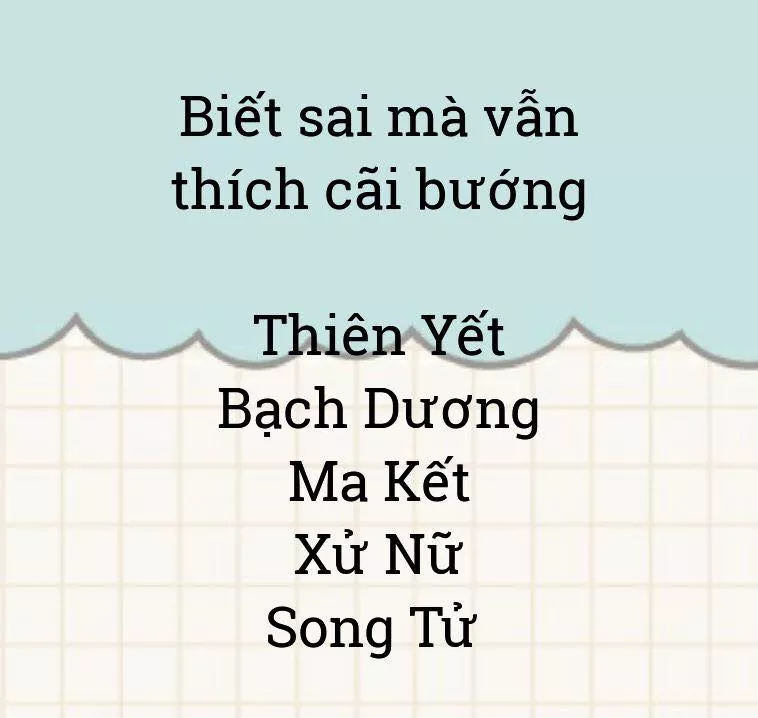 Biết sai mà vẫn
thích cãi bướng
Thiên Yết
Bạch Dương
Ma Kết
Xử Nữ
Song Tử